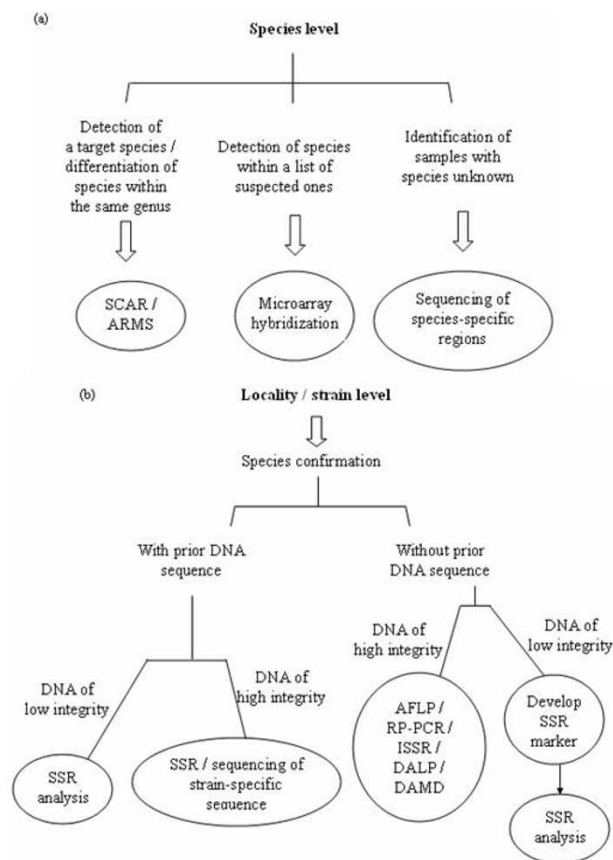 (a)
Species level
Detection of
a target species /
differentiation of
species within
the same genus
Detection of species
within a list of
suspected ones
Identification of
samples with
species unknown
SCAR /
ARMS
Microarray
hybridization
Sequencing of
species-specific
regions
(b)
Locality / strain level
Species confirmation
With prior DNA
sequence
Without prior
DNA sequence
DNA of
low integrity
DNA of
high integrity
DNA of
high integrity
DNA of
low integrity
SSR
analysis
SSR / sequencing of
strain-specific
sequence
AFLP /
RP-PCR /
ISSR /
DALP /
DAMD
Develop
SSR
marker
SSR
analysis